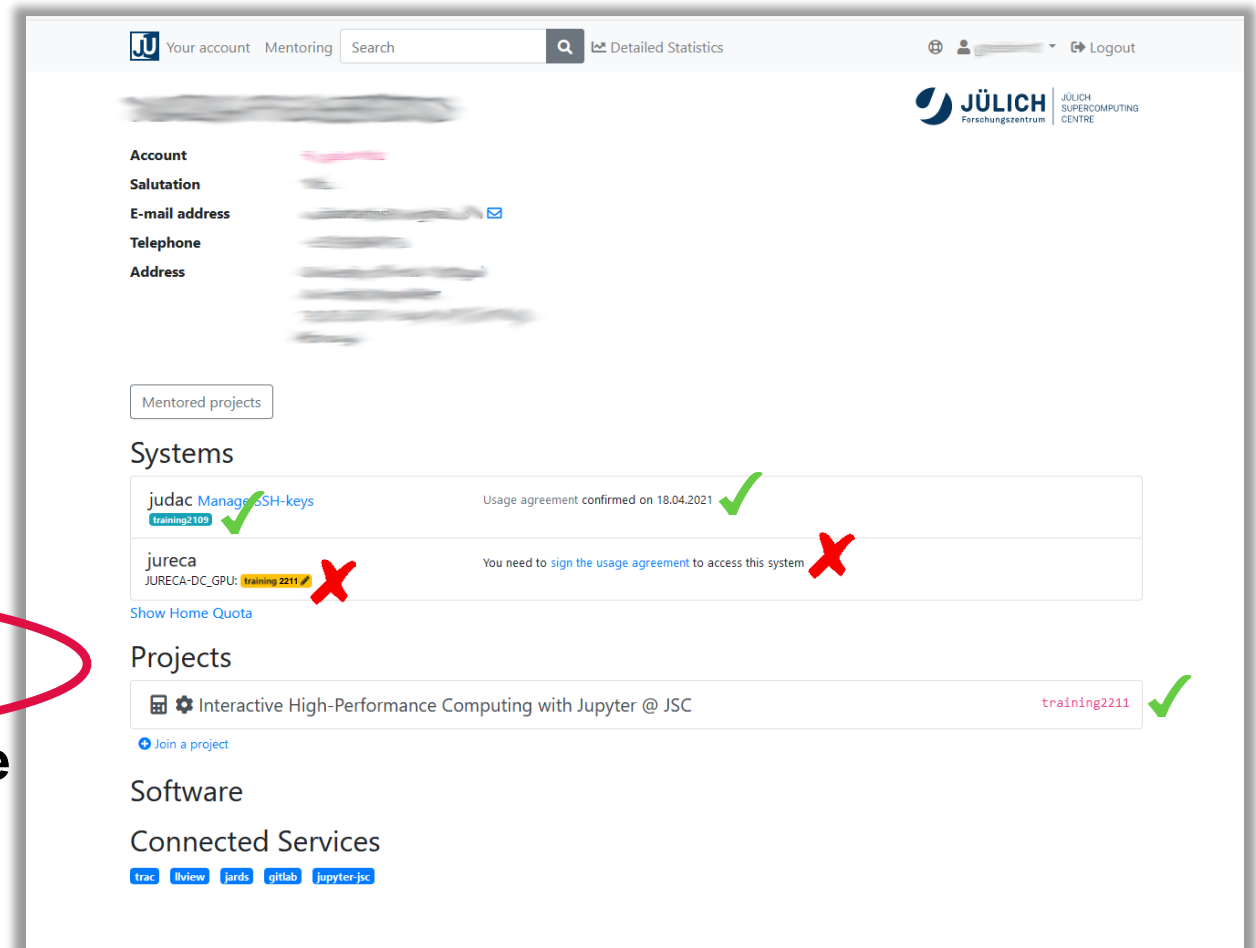 JU Your account Mentoring Search Detailed Statistics Logout
JÜLICH
Forschungszentrum
JÜLICH
SUPERCOMPUTING
CENTRE
Account
Salutation
E-mail address
Telephone
Address
Mentored projects
Systems
judac Manage SSH-keys Usage agreement confirmed on 18.04.2021
training2109
jureca You need to sign the usage agreement to access this system
JURECA-DC_GPU: training 2211
Show Home Quota
Projects
Interactive High-Performance Computing with Jupyter @ JSC training2211
e
Join a project
Software
Connected Services
trac llview jards gitlab jupyter-jsc